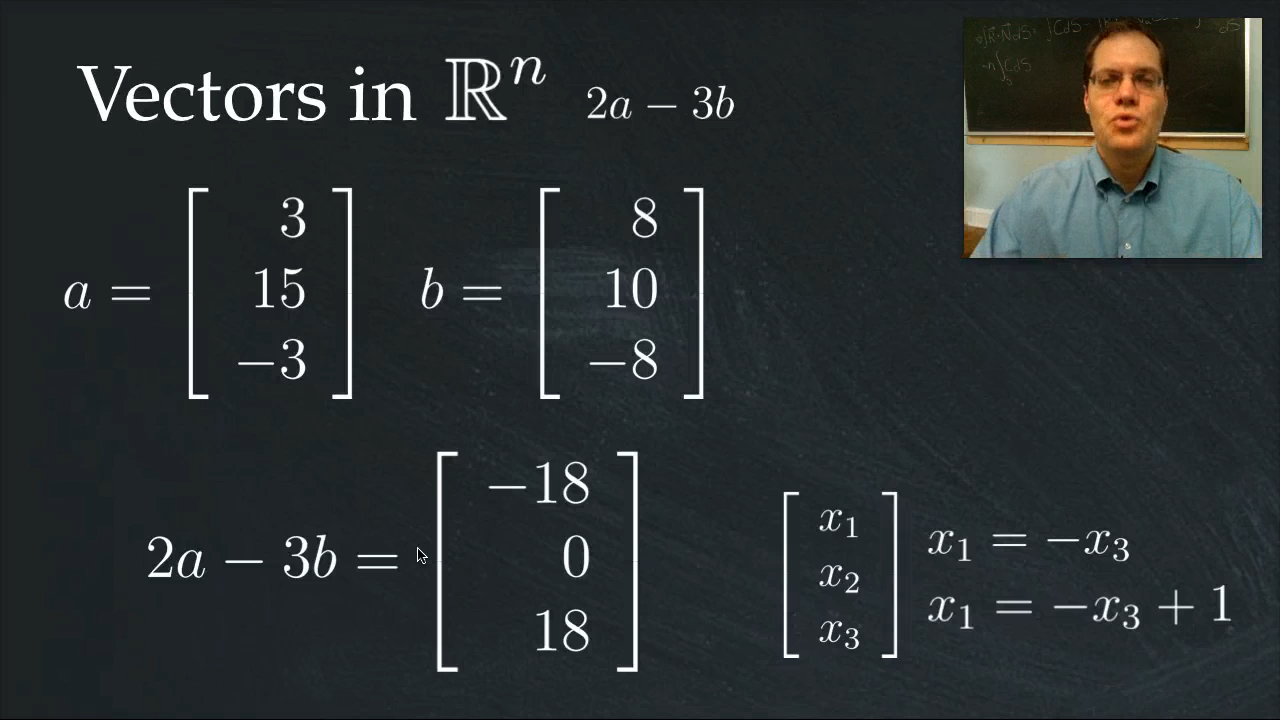 Vectors in ℝⁿ 2a − 3b
a = [3 15 −3] b = [8 10 −8]
2a − 3b = [−18 0 18]
[x₁ x₂ x₃]
x₁ = −x₃
x₁ = −x₃ + 1